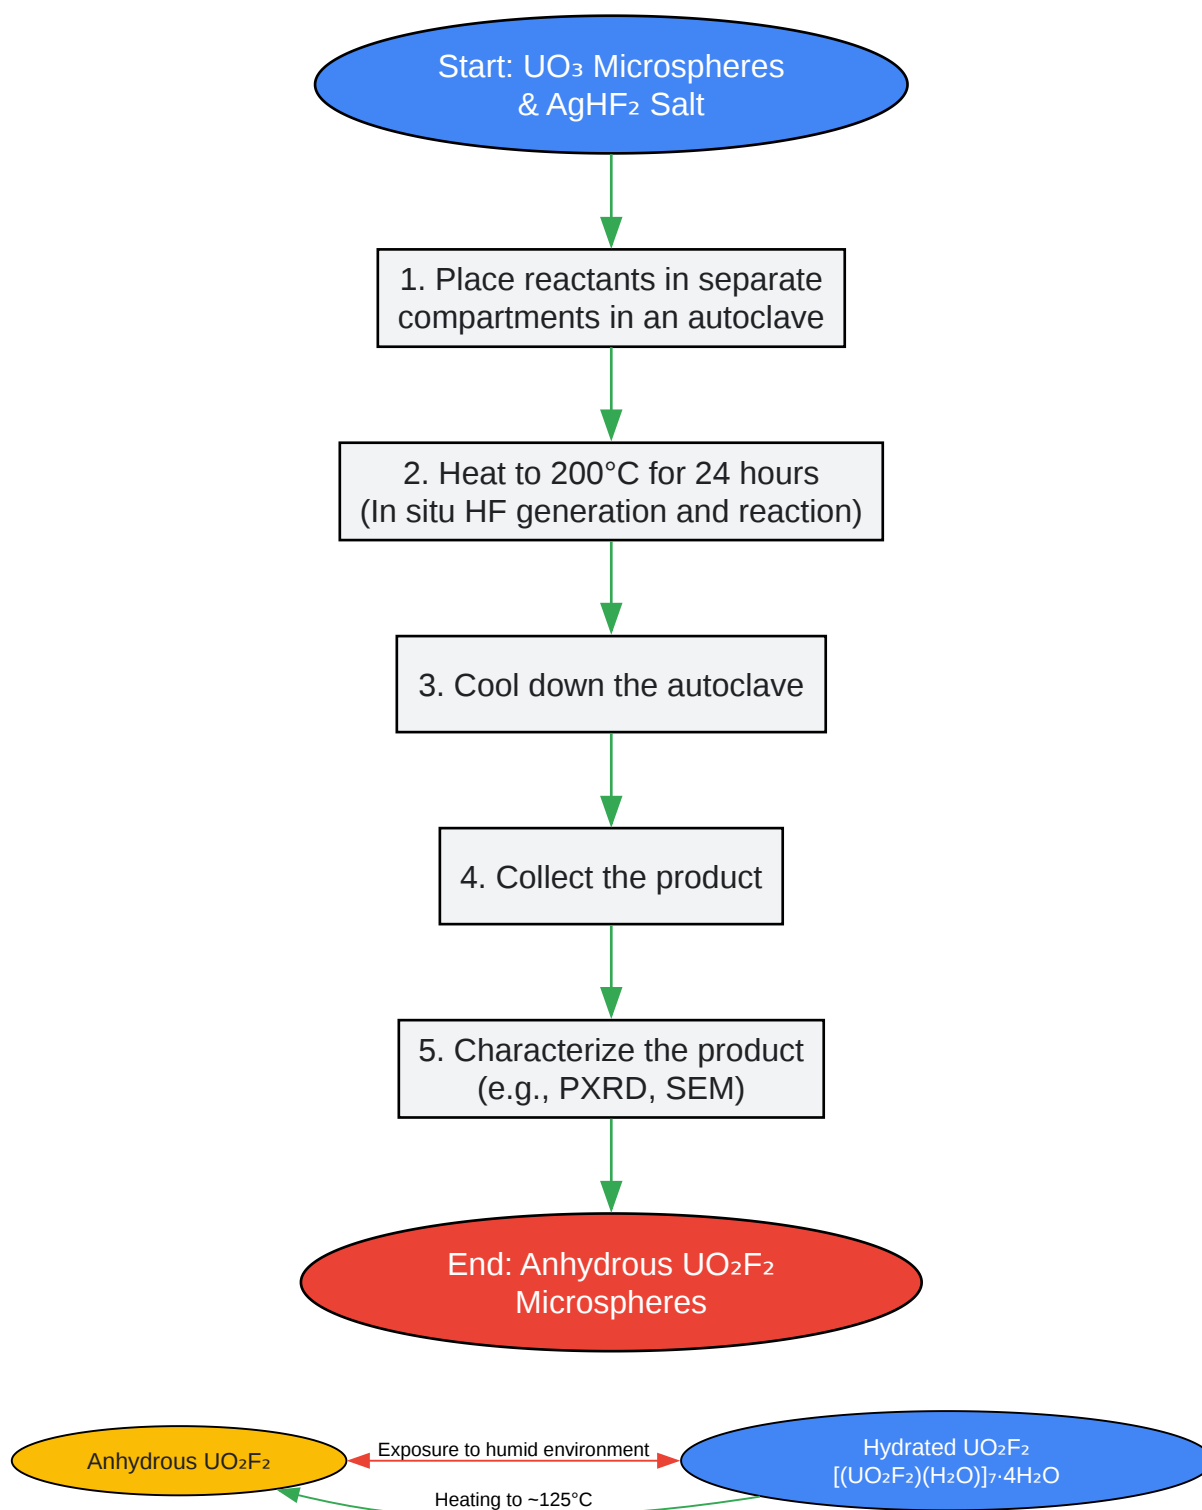 Start: UO₃ Microspheres
& AgHF₂ Salt
1. Place reactants in separate
compartments in an autoclave
2. Heat to 200°C for 24 hours
(In situ HF generation and reaction)
3. Cool down the autoclave
4. Collect the product
5. Characterize the product
(e.g., PXRD, SEM)
End: Anhydrous UO₂F₂
Microspheres
Anhydrous UO₂F₂
Exposure to humid environment
Hydrated UO₂F₂
[(UO₂F₂)(H₂O)]₇·4H₂O
Heating to ~125°C